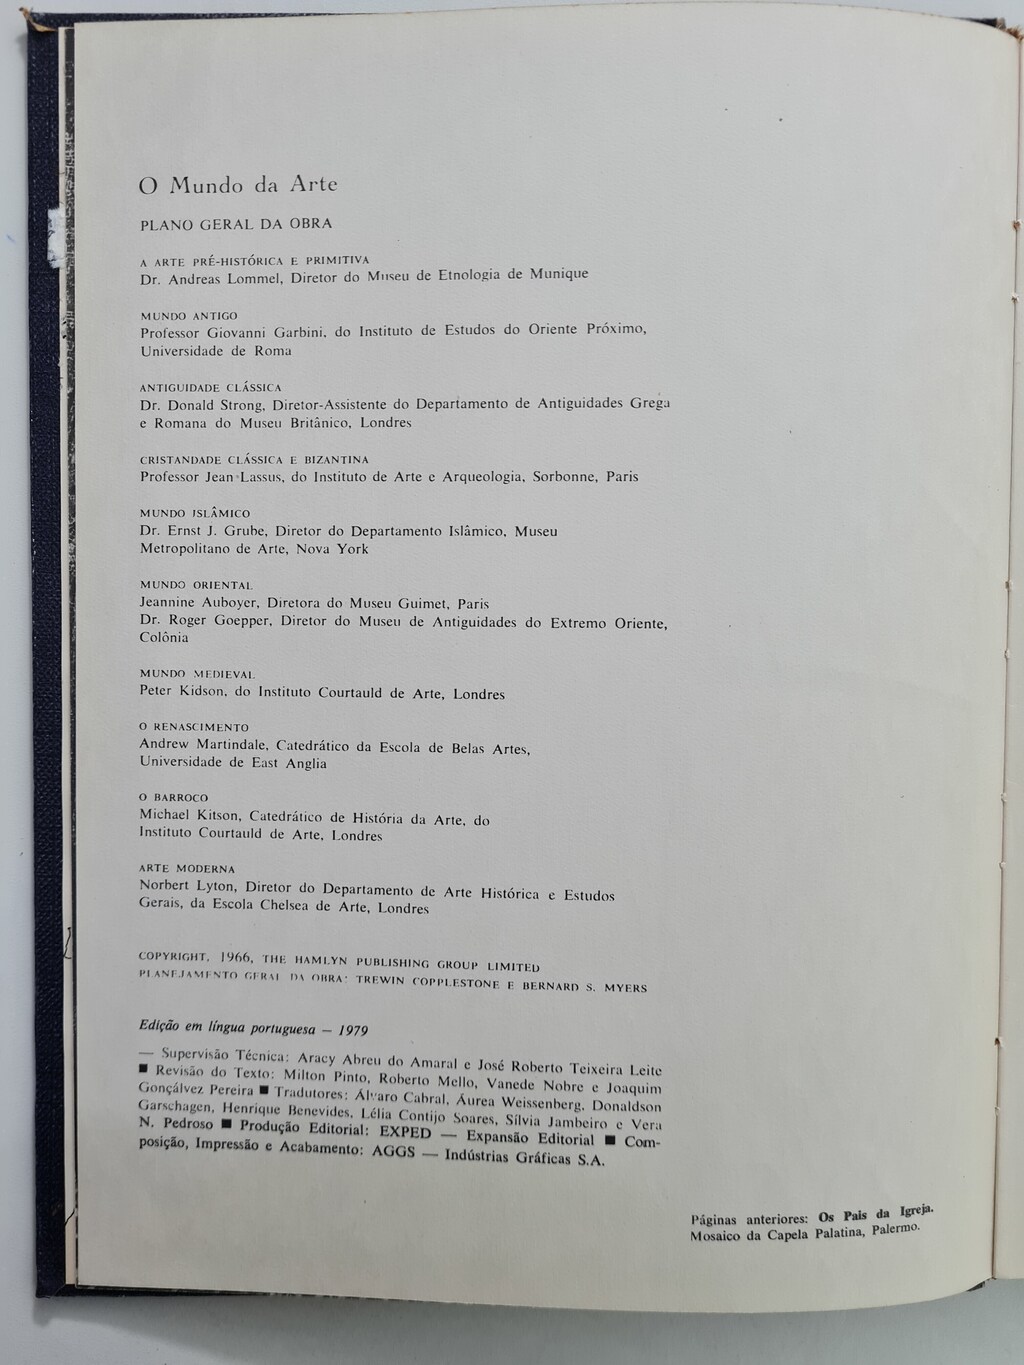 O Mundo da Arte
PLANO GERAL DA OBRA
A ARTE PRÉ-HISTÓRICA E PRIMITIVA
Dr. Andreas Lommel, Diretor do Museu de Etnologia de Munique
MUNDO ANTIGO
Professor Giovanni Garbini, do Instituto de Estudos do Oriente Próximo,
Universidade de Roma
ANTIGUIDADE CLÁSSICA
Dr. Donald Strong, Diretor-Assistente do Departamento de Antiguidades Grega
e Romana do Museu Britânico, Londres
CRISTANDADE CLÁSSICA E BIZANTINA
Professor Jean Lassus, do Instituto de Arte e Arqueologia, Sorbonne, Paris
MUNDO ISLÂMICO
Dr. Ernst J. Grube, Diretor do Departamento Islâmico, Museu
Metropolitano de Arte, Nova York
MUNDO ORIENTAL
Jeannine Auboyer, Diretora do Museu Guimet, Paris
Dr. Roger Goepper, Diretor do Museu de Antiguidades do Extremo Oriente,
Colônia
MUNDO MEDIEVAL
Peter Kidson, do Instituto Courtauld de Arte, Londres
O RENASCIMENTO
Andrew Martindale, Catedrático da Escola de Belas Artes,
Universidade de East Anglia
O BARROCO
Michael Kitson, Catedrático de História da Arte, do
Instituto Courtauld de Arte, Londres
ARTE MODERNA
Norbert Lyton, Diretor do Departamento de Arte Histórica e Estudos
Gerais, da Escola Chelsea de Arte, Londres
COPYRIGHT, 1966, THE HAMLYN PUBLISHING GROUP LIMITED
PLANEJAMENTO GERAL DA OBRA: TREWIN COPPLESTONE E BERNARD S. MYERS
Edição em língua portuguesa — 1979
— Supervisão Técnica: Aracy Abreu do Amaral e José Roberto Teixeira Leite
■ Revisão do Texto: Milton Pinto, Roberto Mello, Vanede Nobre e Joaquim
Gonçálvez Pereira ■ Tradutores: Álvaro Cabral, Áurea Weissenberg, Donaldson
Garschagen, Henrique Benevides, Lélia Contijo Soares, Sílvia Jambeiro e Vera
N. Pedroso ■ Produção Editorial: EXPED — Expansão Editorial ■ Com-
posição, Impressão e Acabamento: AGGS — Indústrias Gráficas S.A.
Páginas anteriores: Os Pais da Igreja.
Mosaico da Capela Palatina, Palermo.